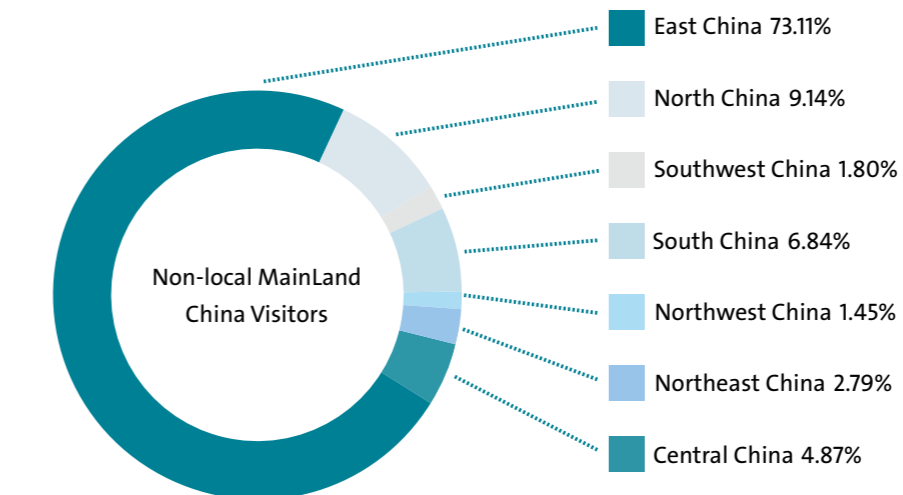 East China 73.11%
North China 9.14%
Southwest China 1.80%
South China 6.84%
Northwest China 1.45%
Northeast China 2.79%
Central China 4.87%
Non-local MainLand
China Visitors